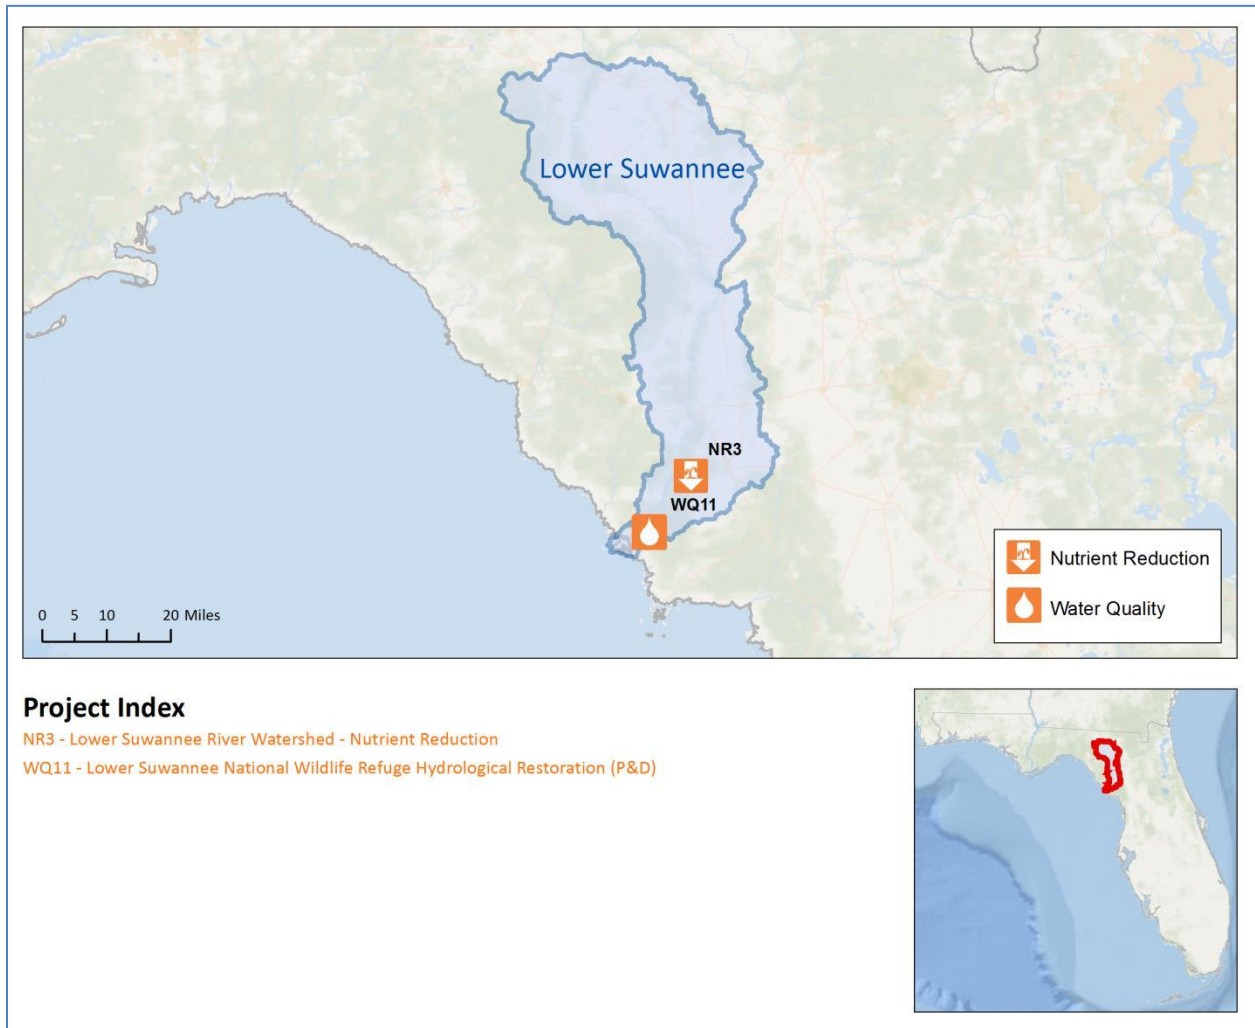 Lower Suwannee
NR3
WQ11
Nutrient Reduction
Water Quality
0 5 10 20 Miles
Project Index
NR3 - Lower Suwannee River Watershed - Nutrient Reduction
WQ11 - Lower Suwannee National Wildlife Refuge Hydrological Restoration (P&D)